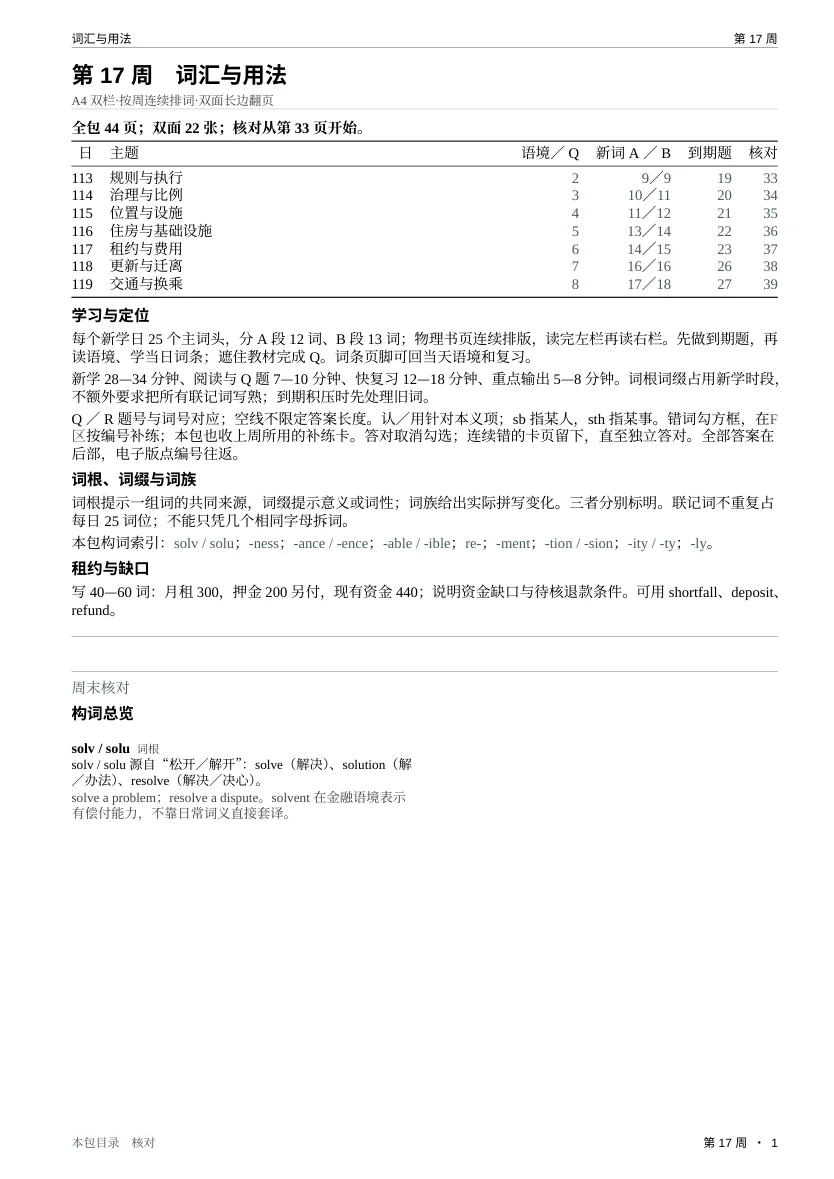 词汇与用法 第 17 周
第 17 周　词汇与用法
A4 双栏·按周连续排词·双面长边翻页
全包 44 页；双面 22 张；核对从第 33 页开始。
日 主题 语境／ Q 新词 A ／ B 到期题 核对
113 规则与执行 2 9／9 19 33
114 治理与比例 3 10／11 20 34
115 位置与设施 4 11／12 21 35
116 住房与基础设施 5 13／14 22 36
117 租约与费用 6 14／15 23 37
118 更新与迁离 7 16／16 26 38
119 交通与换乘 8 17／18 27 39
学习与定位
每个新学日 25 个主词头，分 A 段 12 词、B 段 13 词；物理书页连续排版，读完左栏再读右栏。先做到期题，再
读语境、学当日词条；遮住教材完成 Q。词条页脚可回当天语境和复习。
新学 28—34 分钟、阅读与 Q 题 7—10 分钟、快复习 12—18 分钟、重点输出 5—8 分钟。词根词缀占用新学时段，
不额外要求把所有联记词写熟；到期积压时先处理旧词。
Q ／ R 题号与词号对应；空线不限定答案长度。认／用针对本义项；sb 指某人，sth 指某事。错词勾方框，在F
区按编号补练；本包也收上周所用的补练卡。答对取消勾选；连续错的卡页留下，直至独立答对。全部答案在
后部，电子版点编号往返。
词根、词缀与词族
词根提示一组词的共同来源，词缀提示意义或词性；词族给出实际拼写变化。三者分别标明。联记词不重复占
每日 25 词位；不能只凭几个相同字母拆词。
本包构词索引：solv / solu；-ness；-ance / -ence；-able / -ible；re-；-ment；-tion / -sion；-ity / -ty；-ly。
租约与缺口
写 40—60 词：月租 300，押金 200 另付，现有资金 440；说明资金缺口与待核退款条件。可用 shortfall、deposit、
refund。
周末核对
构词总览
solv / solu 词根
solv / solu 源自“松开／解开”：solve（解决）、solution（解
／办法）、resolve（解决／决心）。
solve a problem；resolve a dispute。solvent 在金融语境表示
有偿付能力，不靠日常词义直接套译。
本包目录　核对 第 17 周 • 1